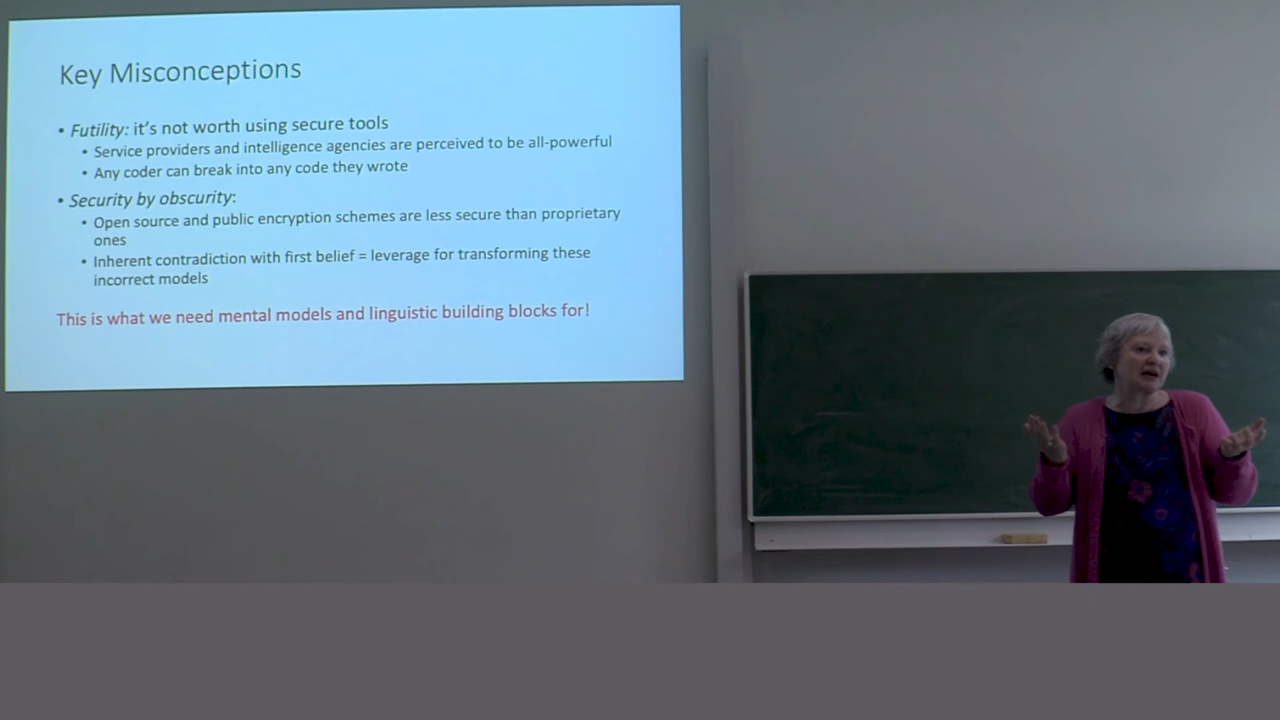 Key Misconceptions
• Futility: it's not worth using secure tools
• Service providers and intelligence agencies are perceived to be all-powerful
• Any coder can break into any code they wrote
• Security by obscurity:
• Open source and public encryption schemes are less secure than proprietary
ones
• Inherent contradiction with first belief = leverage for transforming these
incorrect models
This is what we need mental models and linguistic building blocks for!